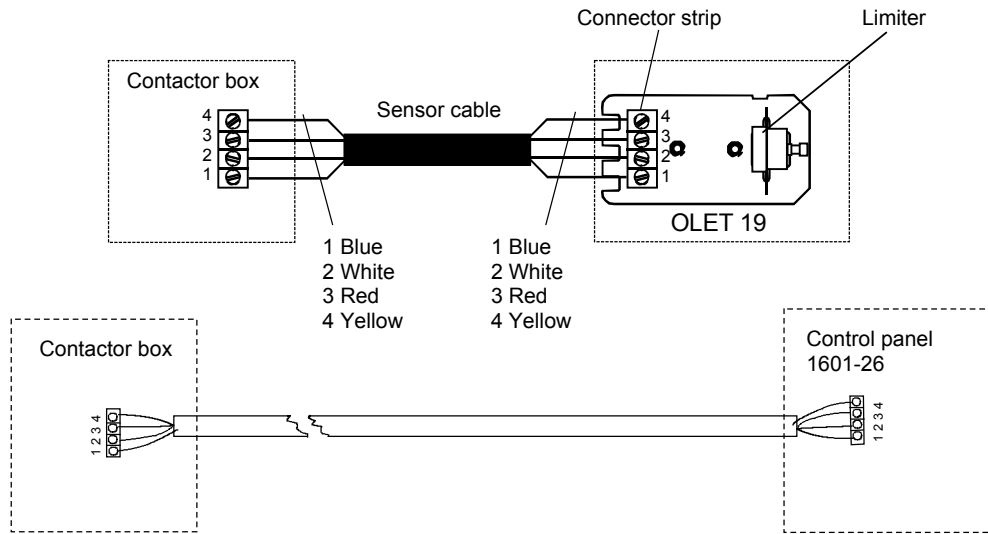 Connector strip
Limiter
Contactor box
Sensor cable
4
3
2
1
4
3
2
1
OLET 19
1 Blue
2 White
3 Red
4 Yellow
1 Blue
2 White
3 Red
4 Yellow
Contactor box
Control panel
1601-26
1 2 3 4
1 2 3 4